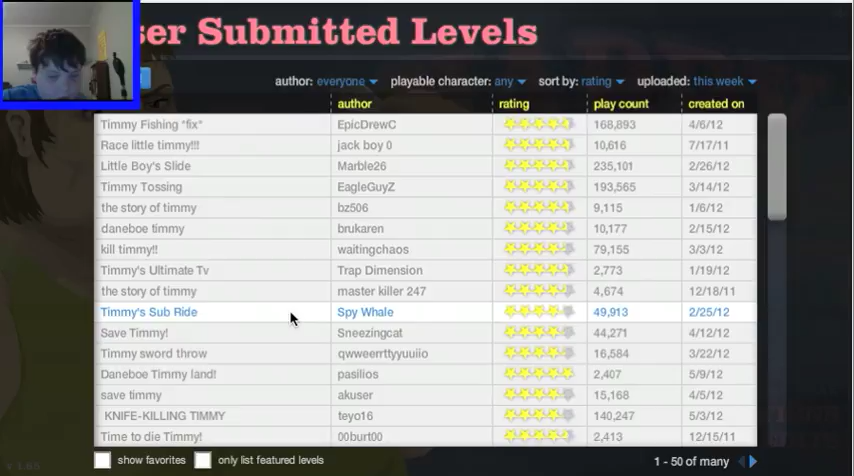 ser Submitted Levels
author: everyone playable character: any sort by: rating uploaded: this week
author rating play count created on
Timmy Fishing *fix* EpicDrewC 168,893 4/6/12
Race little timmy!!! jack boy 0 10,616 7/17/11
Little Boy's Slide Marble26 235,101 2/26/12
Timmy Tossing EagleGuyZ 193,565 3/14/12
the story of timmy bz506 9,115 1/6/12
daneboe timmy brukaren 10,177 2/15/12
kill timmy!! waitingchaos 79,155 3/3/12
Timmy's Ultimate Tv Trap Dimension 2,773 1/19/12
the story of timmy master killer 247 4,674 12/18/11
Timmy's Sub Ride Spy Whale 49,913 2/25/12
Save Timmy! Sneezingcat 44,271 4/12/12
Timmy sword throw qwweerrttyyuuiio 16,584 3/22/12
Daneboe Timmy land! pasilios 2,407 5/9/12
save timmy akuser 15,168 4/5/12
KNIFE-KILLING TIMMY teyo16 140,247 5/3/12
Time to die Timmy! 00burt00 2,413 12/15/11
show favorites only list featured levels 1 - 50 of many
v 1.65